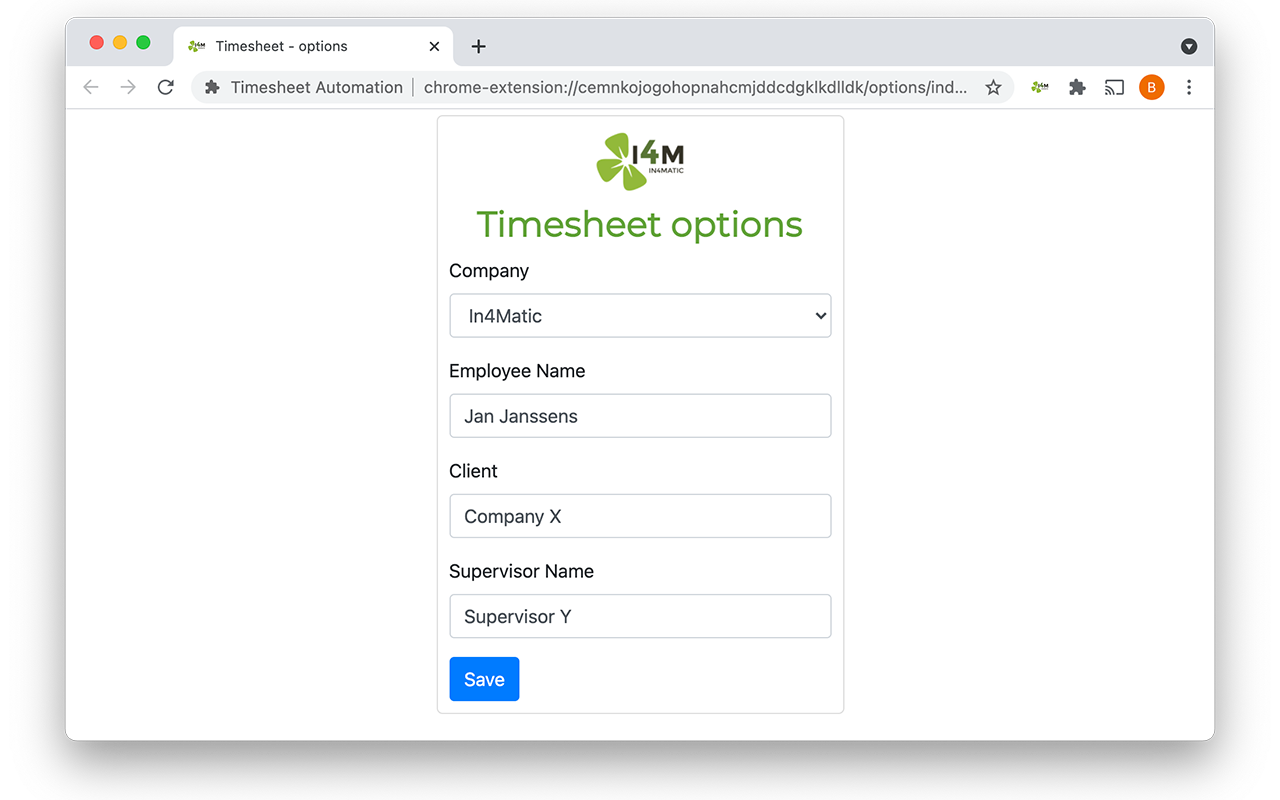 Timesheet - options
Timesheet Automation | chrome-extension://cemnkojogohopnahcmjddcdgklkdlldk/options/ind...
B
I4M
IN4MATIC
Timesheet options
Company
In4Matic
Employee Name
Jan Janssens
Client
Company X
Supervisor Name
Supervisor Y
Save